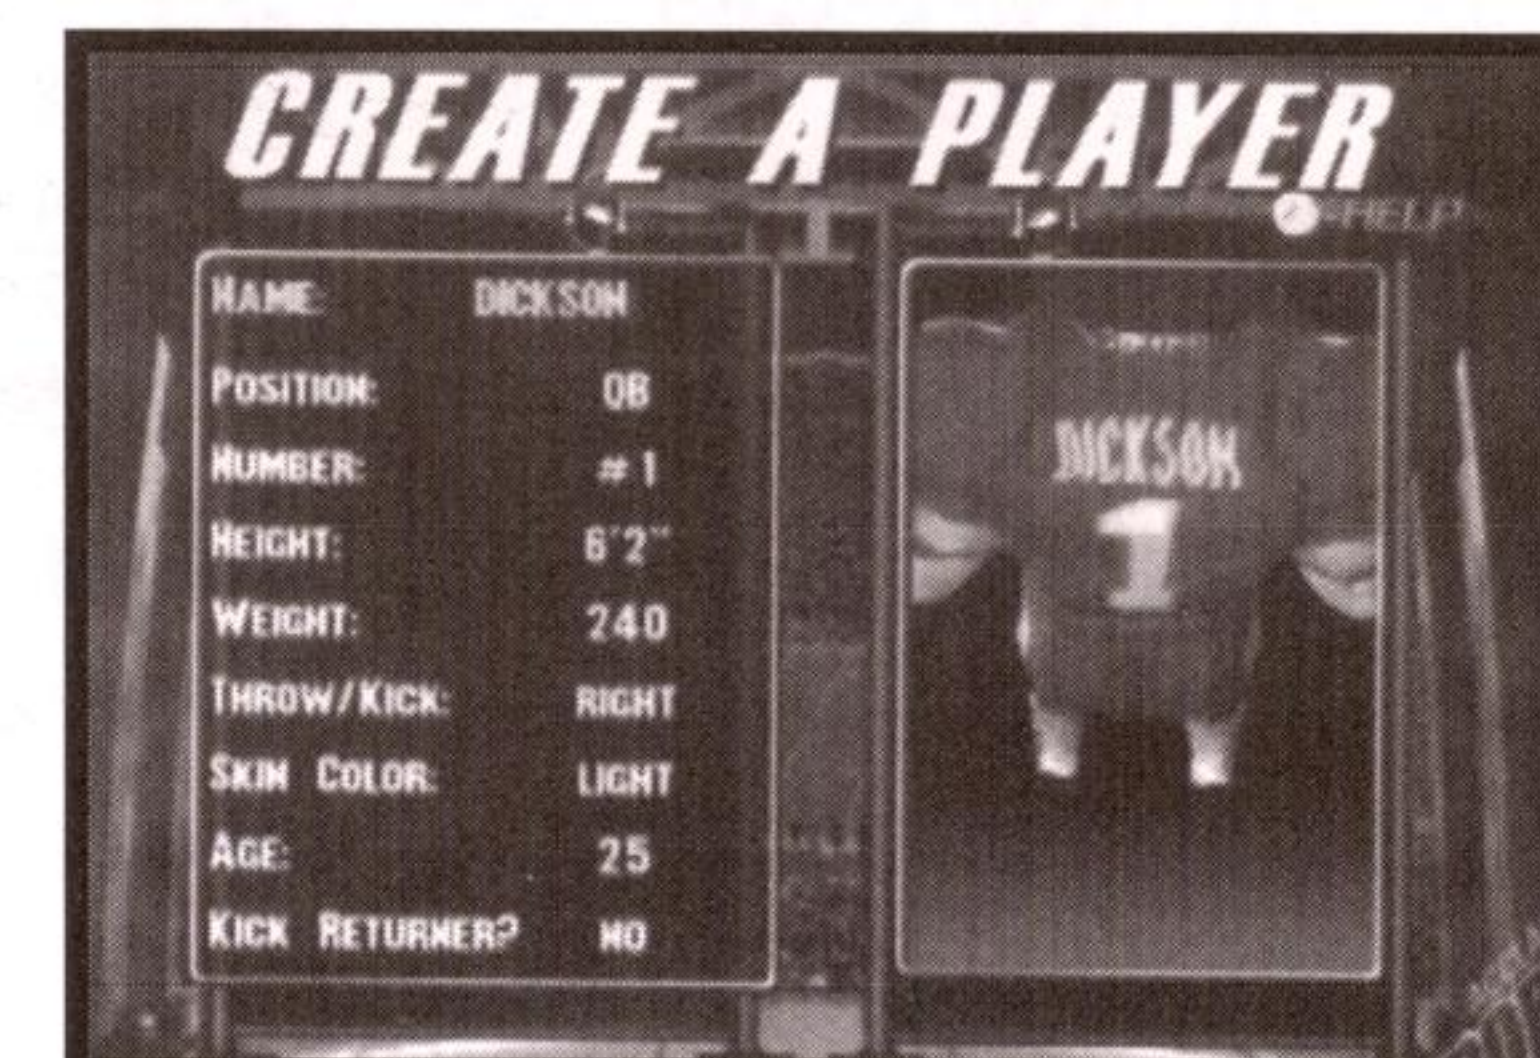 CREATE A PLAYER
=HELP
NAME: DICKSON
POSITION: QB
NUMBER: #1
HEIGHT: 6'2"
WEIGHT: 240
THROW/KICK: RIGHT
SKIN COLOR: LIGHT
AGE: 25
KICK RETURNER? NO
DICKSON
1